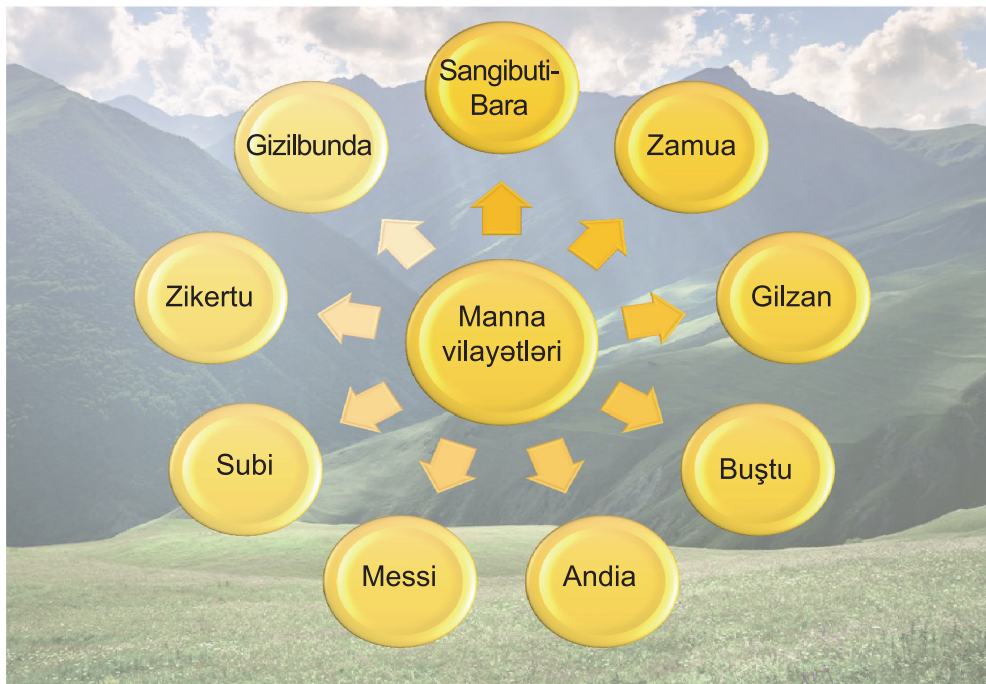 Sangibuti-
Bara
Gizilbunda
Zamua
Zikertu
Manna
vilayətləri
Gilzan
Subi
Buştu
Messi
Andia